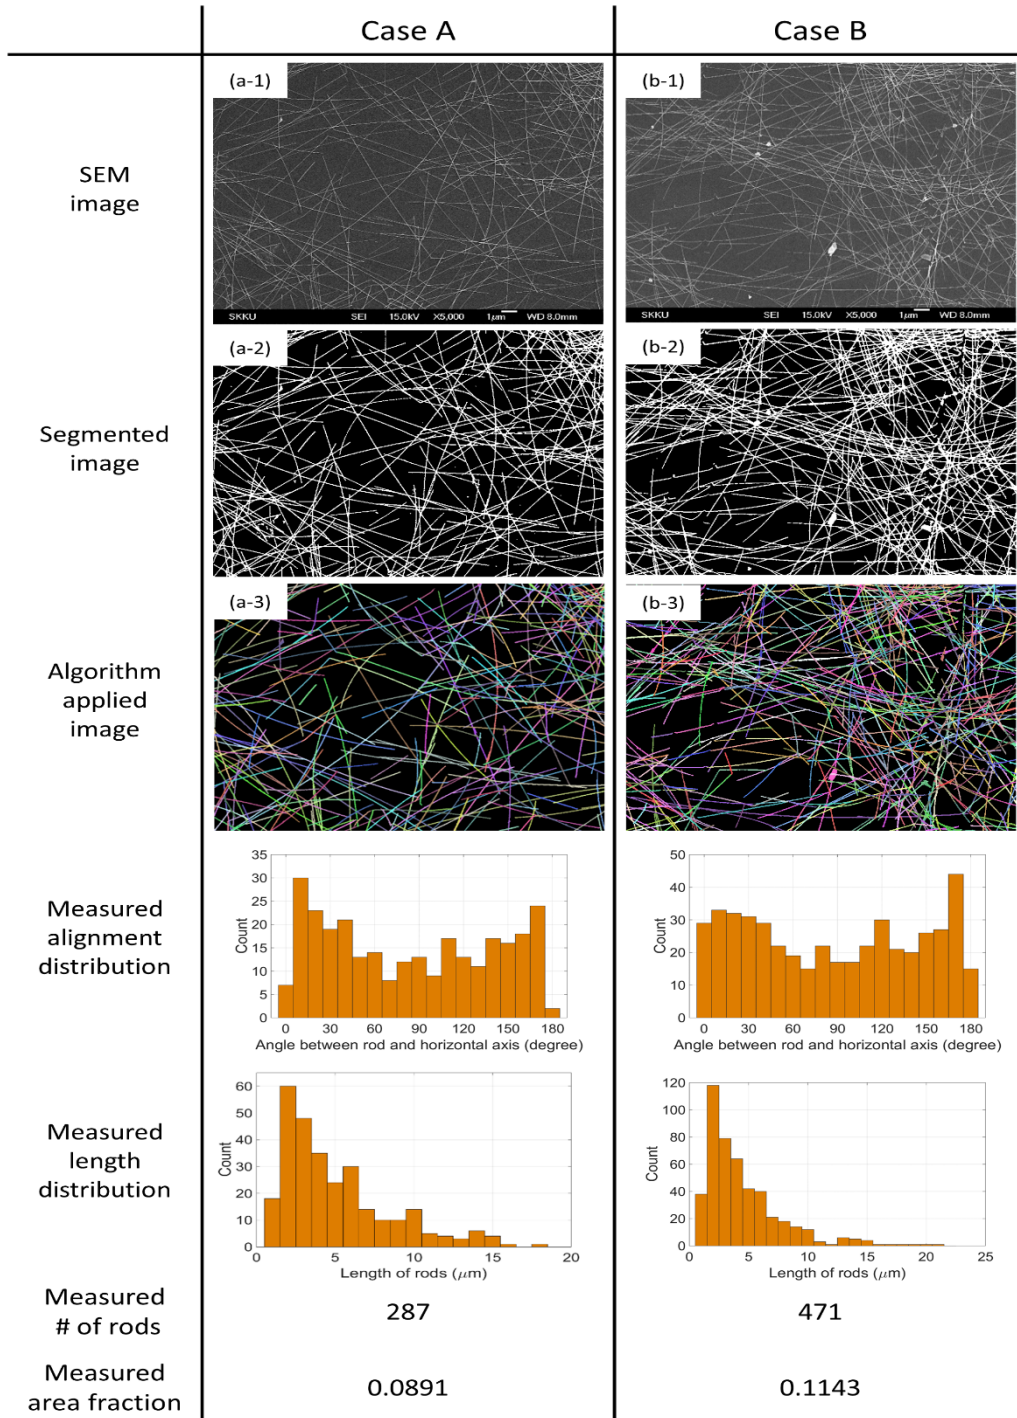 Case A
Case B
SEM
image
(a-1)
SKKU SEI 15.0kV X5,000 1μm WD 8.0mm
(b-1)
SKKU SEI 15.0kV X5,000 1μm WD 8.0mm
Segmented
image
(a-2)
(b-2)
Algorithm
applied
image
(a-3)
(b-3)
Measured
alignment
distribution
Count
35
30
25
20
15
10
5
0
0 30 60 90 120 150 180
Angle between rod and horizontal axis (degree)
Count
50
40
30
20
10
0
0 30 60 90 120 150 180
Angle between rod and horizontal axis (degree)
Measured
length
distribution
Count
60
50
40
30
20
10
0
0 5 10 15 20
Length of rods (μm)
Count
120
100
80
60
40
20
0
0 5 10 15 20 25
Length of rods (μm)
Measured
# of rods
287
471
Measured
area fraction
0.0891
0.1143